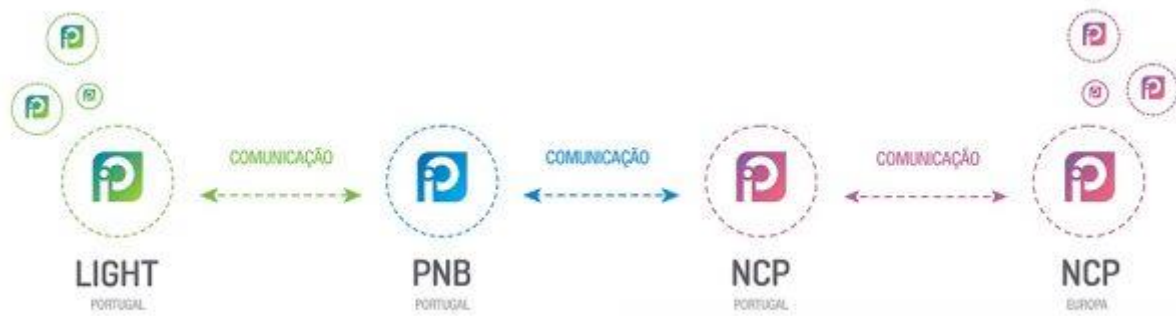 COMUNICAÇÃO
COMUNICAÇÃO
COMUNICAÇÃO
LIGHT
PORTUGAL
PNB
PORTUGAL
NCP
PORTUGAL
NCP
EUROPA